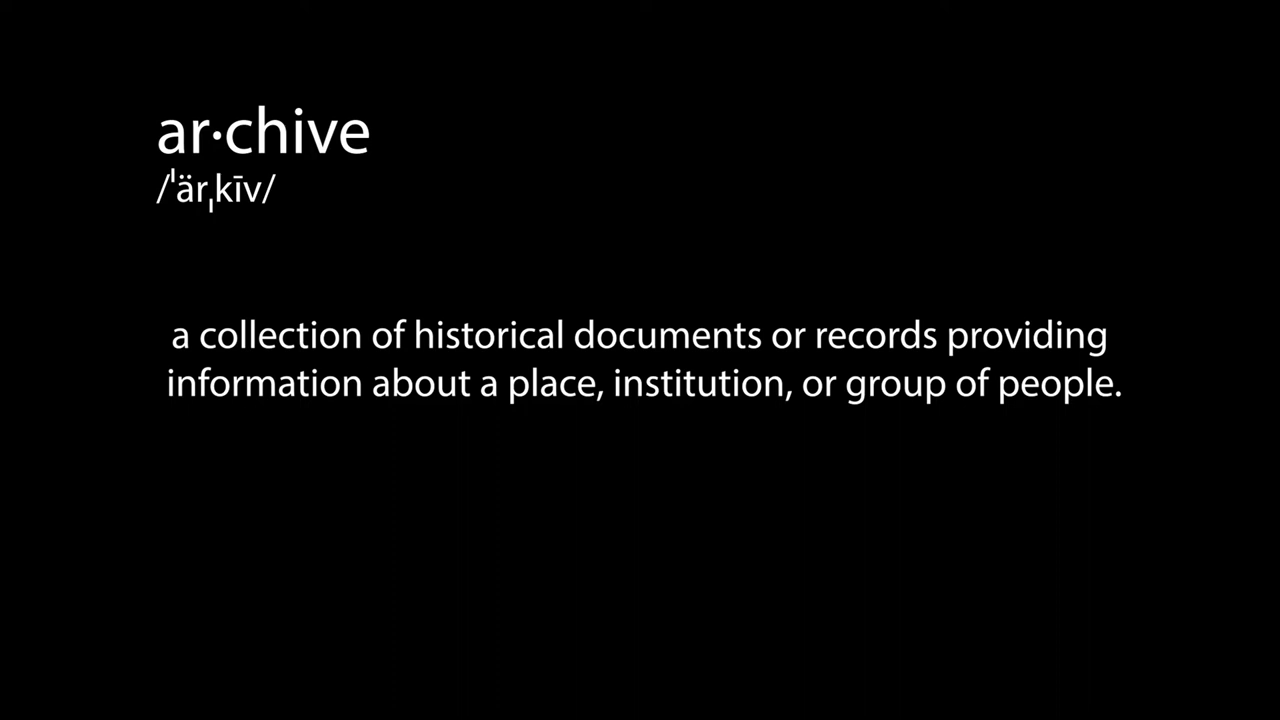 ar·chive
/ˈärˌkīv/
a collection of historical documents or records providing
information about a place, institution, or group of people.